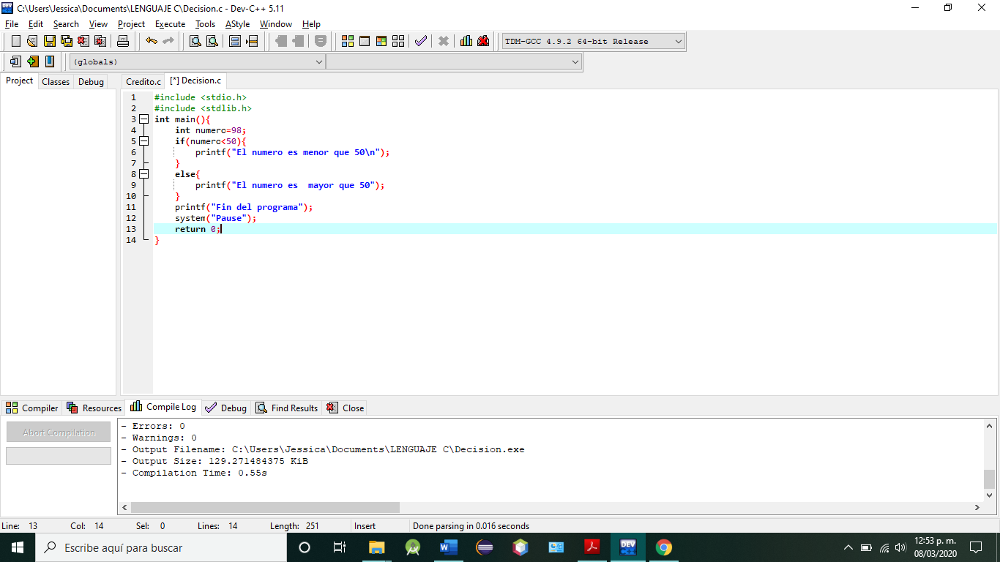 C:\Users\Jessica\Documents\LENGUAJE C\Decision.c - Dev-C++ 5.11
File Edit Search View Project Execute Tools AStyle Window Help
TDM-GCC 4.9.2 64-bit Release
(globals)
Project Classes Debug Credito.c [*] Decision.c
1 #include <stdio.h>
2 #include <stdlib.h>
3 int main(){
4 int numero=98;
5 if(numero<50){
6 printf("El numero es menor que 50\n");
7 }
8 else{
9 printf("El numero es  mayor que 50");
10 }
11 printf("Fin del programa");
12 system("Pause");
13 return 0;
14 }
Compiler Resources Compile Log Debug Find Results Close
Abort Compilation
- Errors: 0
- Warnings: 0
- Output Filename: C:\Users\Jessica\Documents\LENGUAJE C\Decision.exe
- Output Size: 129.271484375 KiB
- Compilation Time: 0.55s
Line: 13 Col: 14 Sel: 0 Lines: 14 Length: 251 Insert Done parsing in 0.016 seconds
Escribe aquí para buscar
W
DEV
12:53 p. m.
08/03/2020